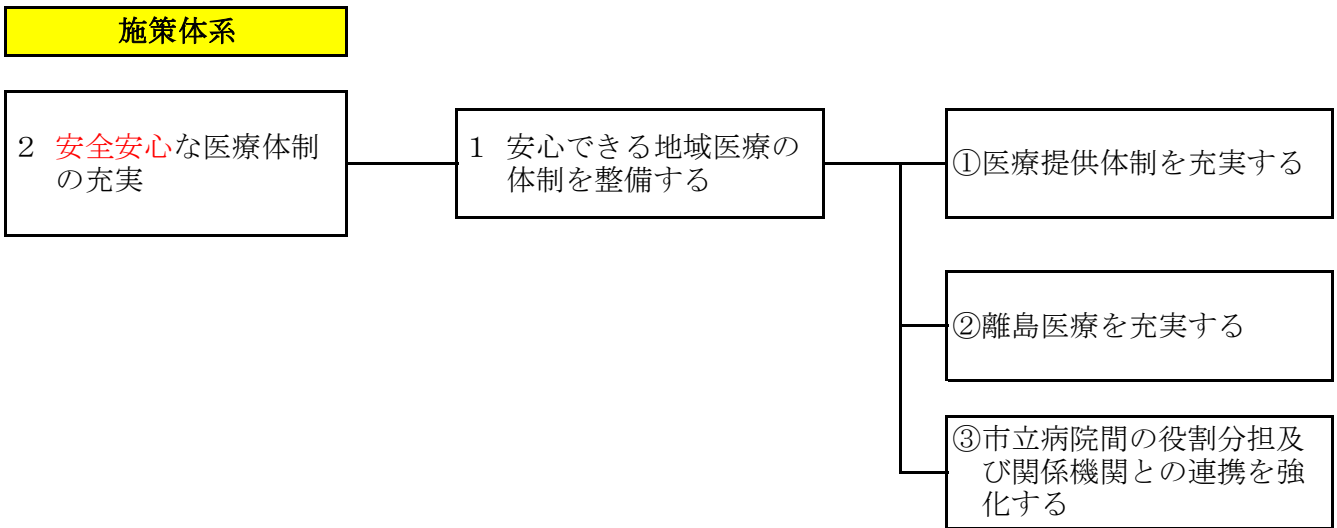 施策体系
２ 安全安心な医療体制
の充実
１ 安心できる地域医療の
体制を整備する
①医療提供体制を充実する
②離島医療を充実する
③市立病院間の役割分担及
び関係機関との連携を強
化する